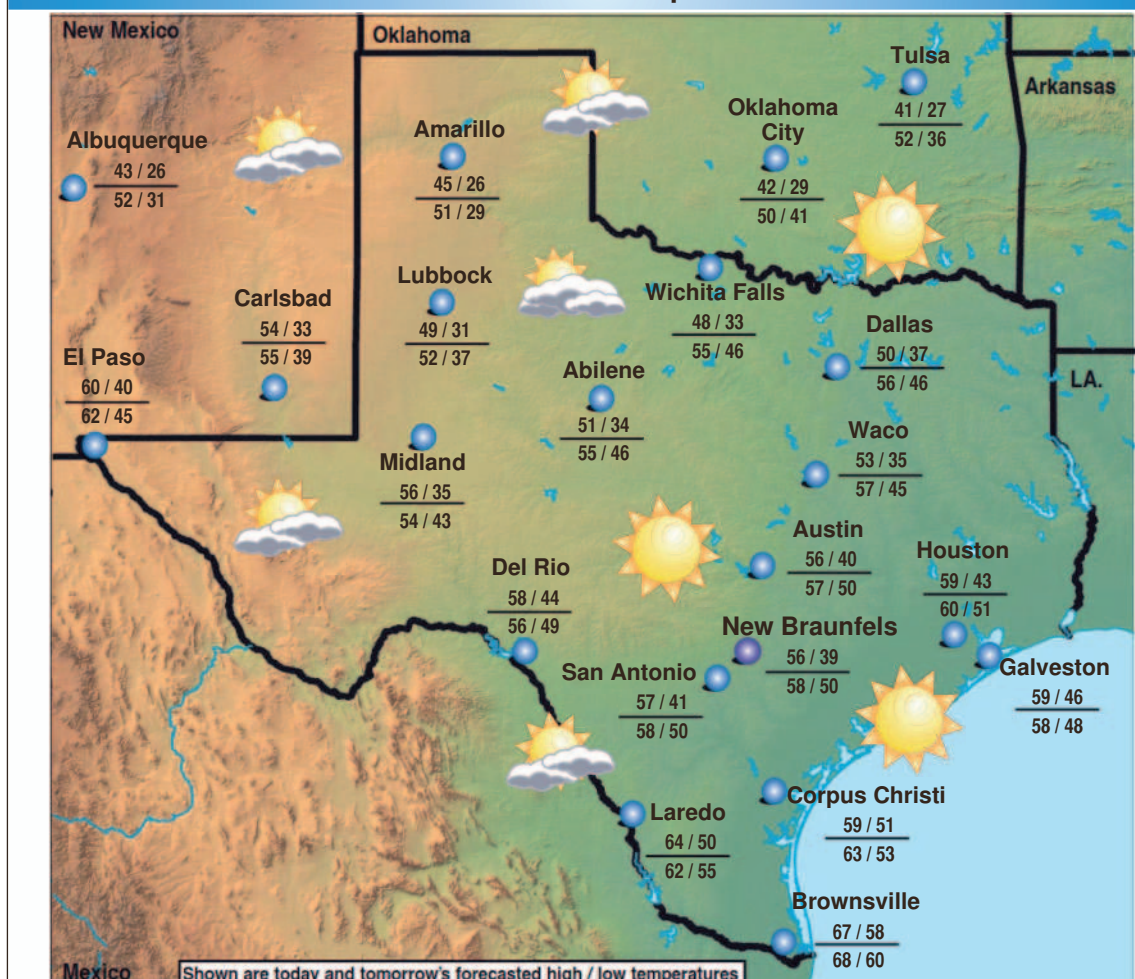 New Mexico
Oklahoma
Tulsa
41 / 27
52 / 36
Arkansas
Oklahoma
City
42 / 29
50 / 41
Amarillo
45 / 26
51 / 29
Albuquerque
43 / 26
52 / 31
Lubbock
49 / 31
52 / 37
Carlsbad
54 / 33
55 / 39
Wichita Falls
48 / 33
55 / 46
Dallas
50 / 37
56 / 46
El Paso
60 / 40
62 / 45
Abilene
51 / 34
55 / 46
LA.
Midland
56 / 35
54 / 43
Waco
53 / 35
57 / 45
Austin
56 / 40
57 / 50
Houston
59 / 43
60 / 51
Del Rio
58 / 44
56 / 49
New Braunfels
56 / 39
58 / 50
San Antonio
57 / 41
58 / 50
Galveston
59 / 46
58 / 48
Laredo
64 / 50
62 / 55
Corpus Christi
59 / 51
63 / 53
Brownsville
67 / 58
68 / 60
Mexico
Shown are today and tomorrow's forecasted high / low temperatures